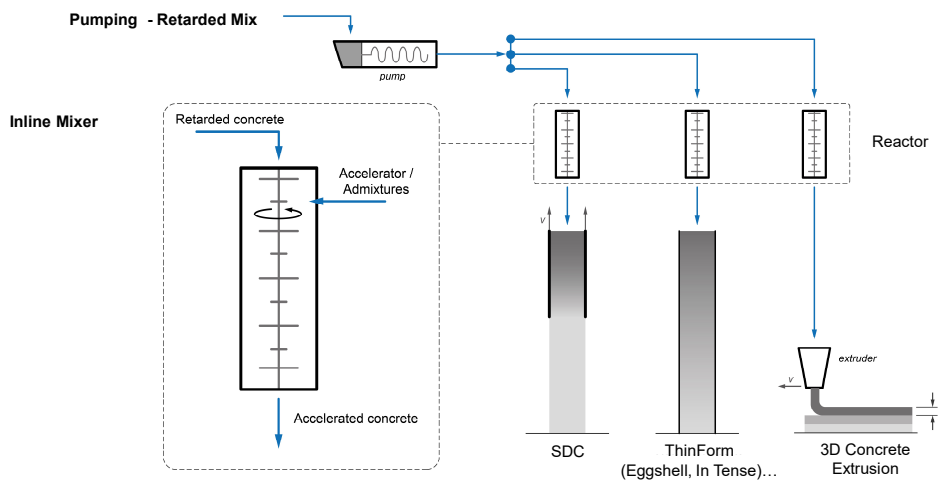 Pumping - Retarded Mix
pump
Inline Mixer
Retarded concrete
Accelerator /
Admixtures
Accelerated concrete
Reactor
v
extruder
v
SDC
ThinForm
(Eggshell, In Tense)…
3D Concrete
Extrusion